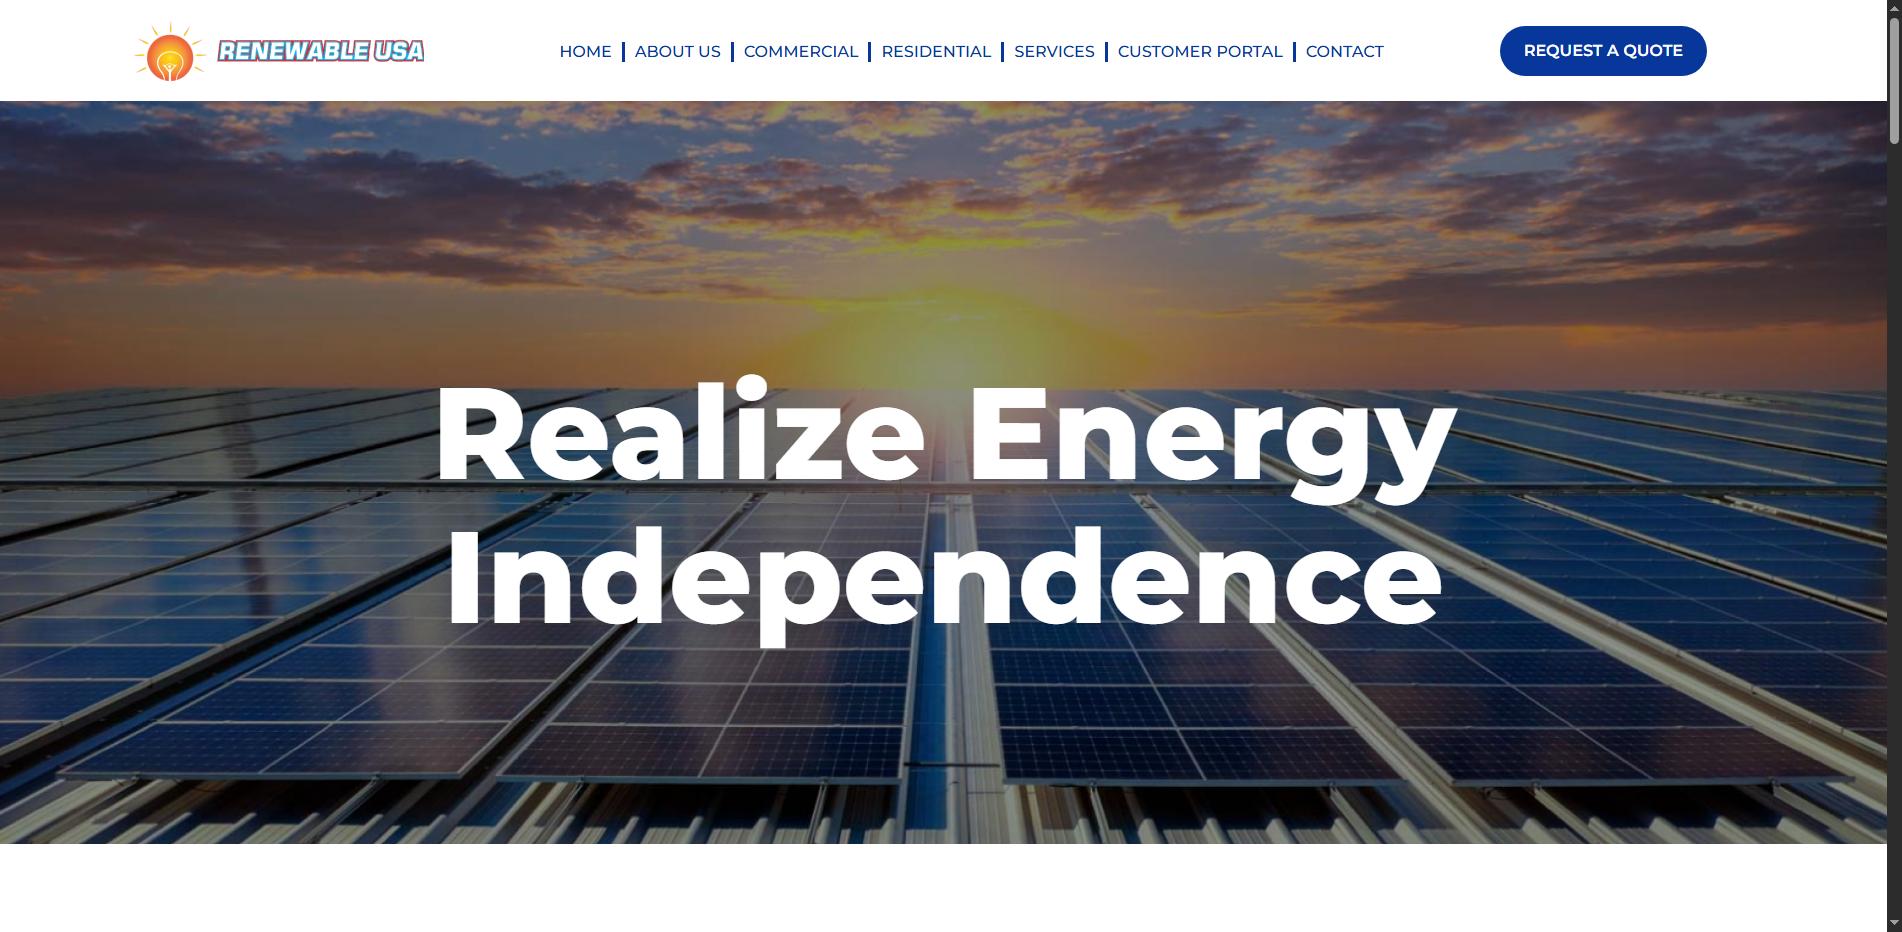 RENEWABLE USA
HOME
ABOUT US
COMMERCIAL
RESIDENTIAL
SERVICES
CUSTOMER PORTAL
CONTACT
REQUEST A QUOTE
Realize Energy
Independence